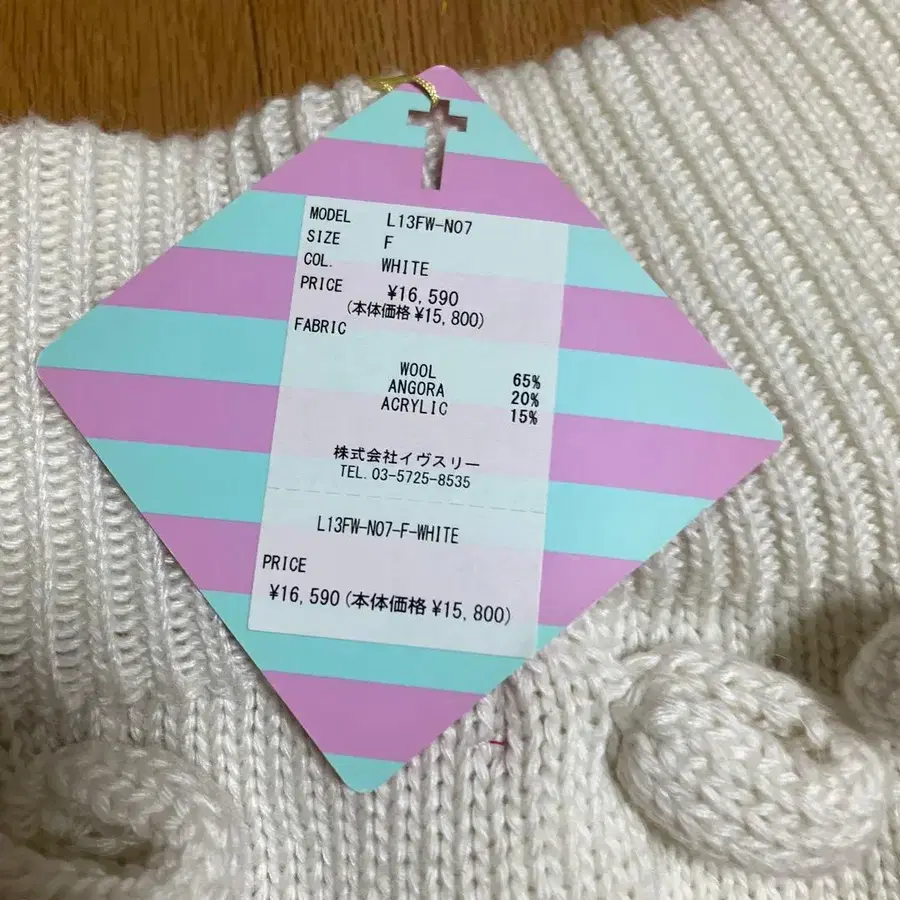 MODEL L13FW-N07
SIZE F
COL. WHITE
PRICE ¥16,590
(本体価格¥15,800)
FABRIC
WOOL 65%
ANGORA 20%
ACRYLIC 15%
株式会社イヴスリー
TEL.03-5725-8535
L13FW-N07-F-WHITE
PRICE
¥16,590(本体価格¥15,800)